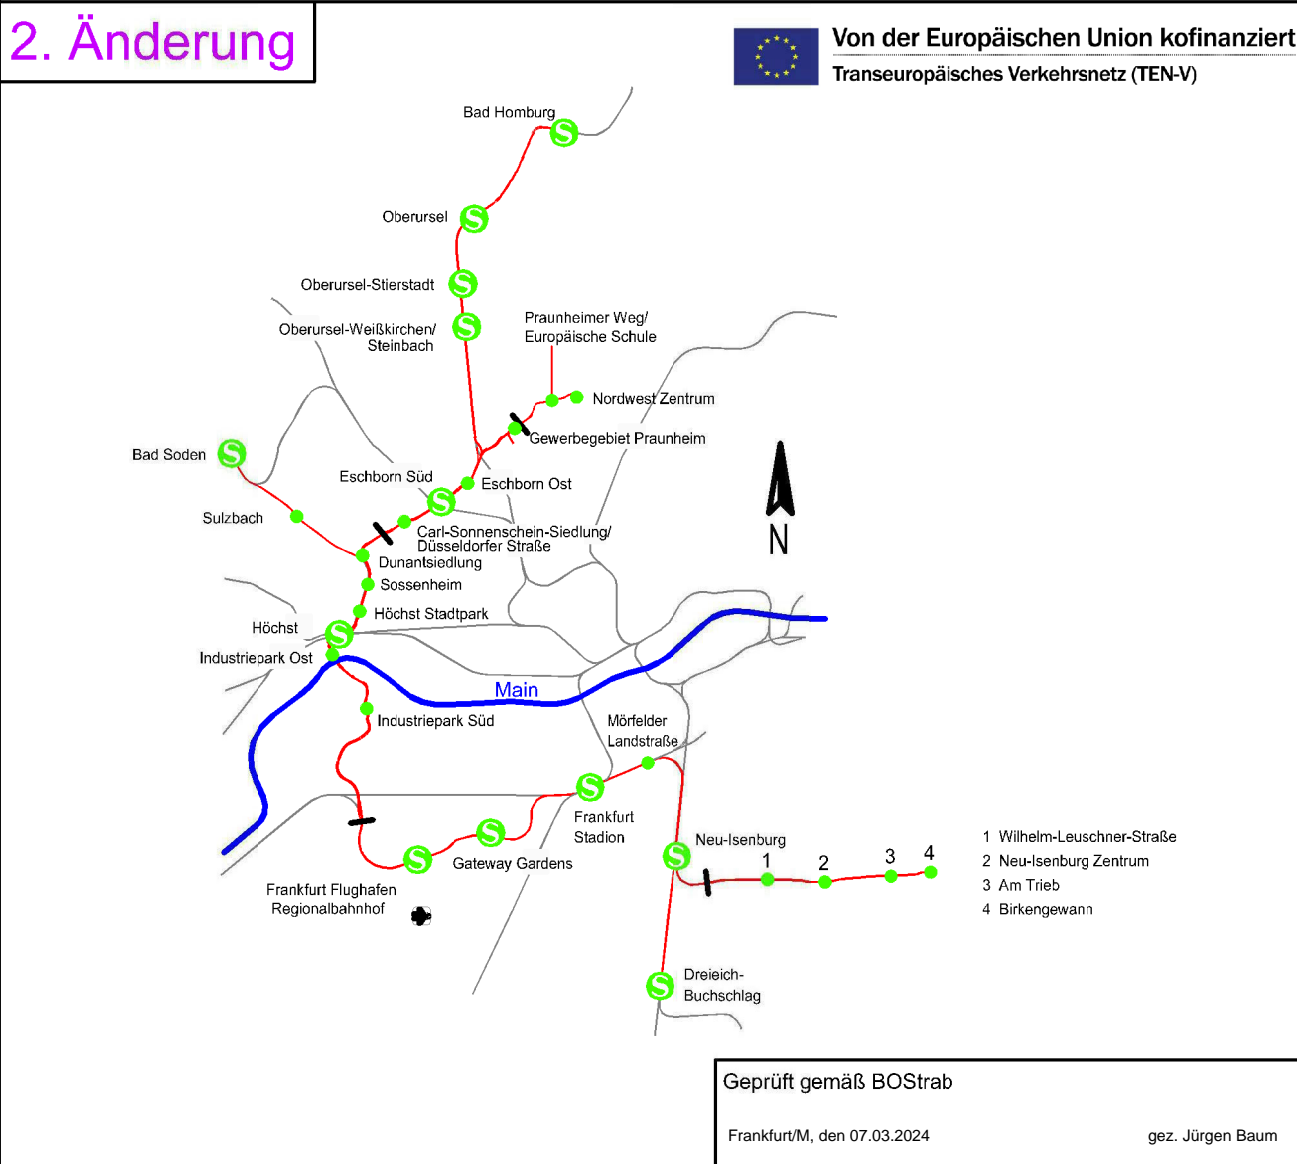 2. Änderung
Von der Europäischen Union kofinanziert
Transeuropäisches Verkehrsnetz (TEN-V)
Bad Homburg
S
Oberursel
S
Oberursel-Stierstadt
S
Oberursel-Weißkirchen/
Steinbach
S
Praunheimer Weg/
Europäische Schule
Nordwest Zentrum
Gewerbegebiet Praunheim
Bad Soden
S
Eschborn Süd
S
Eschborn Ost
Sulzbach
Carl-Sonnenschein-Siedlung/
Düsseldorfer Straße
N
Dunantsiedlung
Sossenheim
Höchst Stadtpark
Höchst
S
Industriepark Ost
Main
Industriepark Süd
Mörfelder
Landstraße
S
Frankfurt
Stadion
S
Gateway Gardens
S
Frankfurt Flughafen
Regionalbahnhof
Neu-Isenburg
S
1
2
3
4
1 Wilhelm-Leuschner-Straße
2 Neu-Isenburg Zentrum
3 Am Trieb
4 Birkengewann
S
Dreieich-
Buchschlag
Geprüft gemäß BOStrab
Frankfurt/M, den 07.03.2024 gez. Jürgen Baum